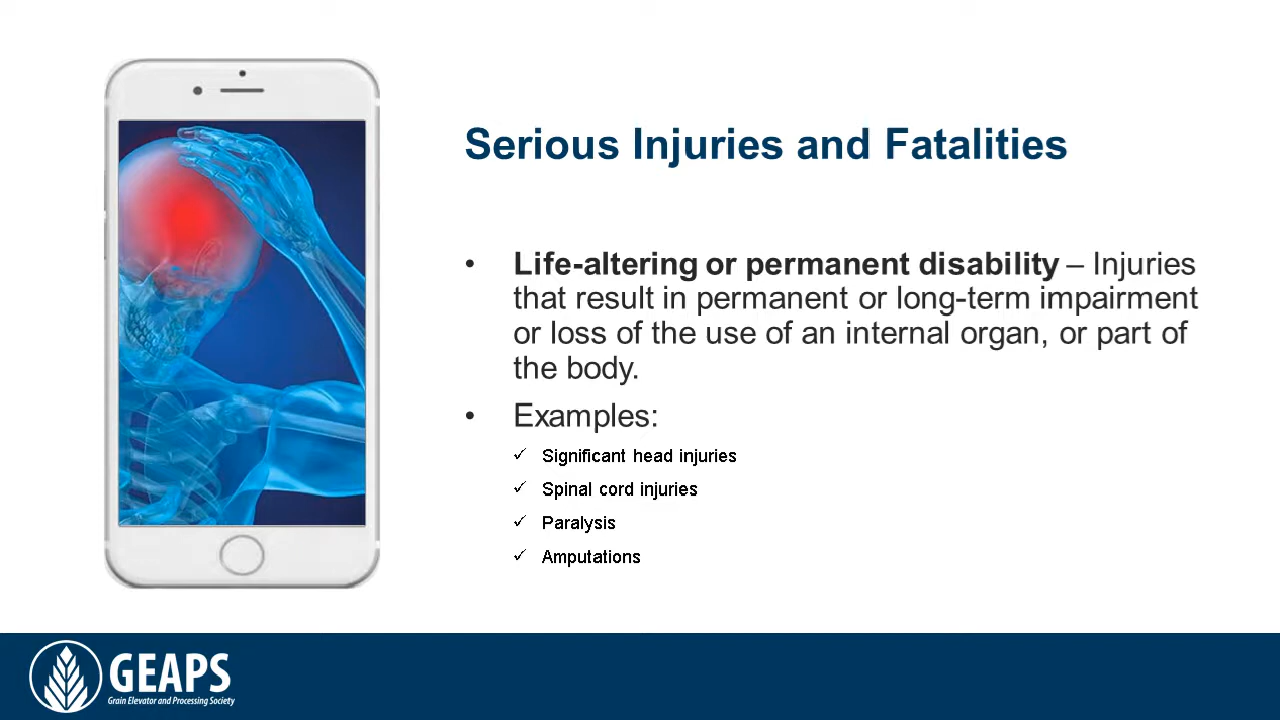 Serious Injuries and Fatalities
• Life-altering or permanent disability – Injuries
that result in permanent or long-term impairment
or loss of the use of an internal organ, or part of
the body.
• Examples:
✓ Significant head injuries
✓ Spinal cord injuries
✓ Paralysis
✓ Amputations
GEAPS
Grain Elevator and Processing Society